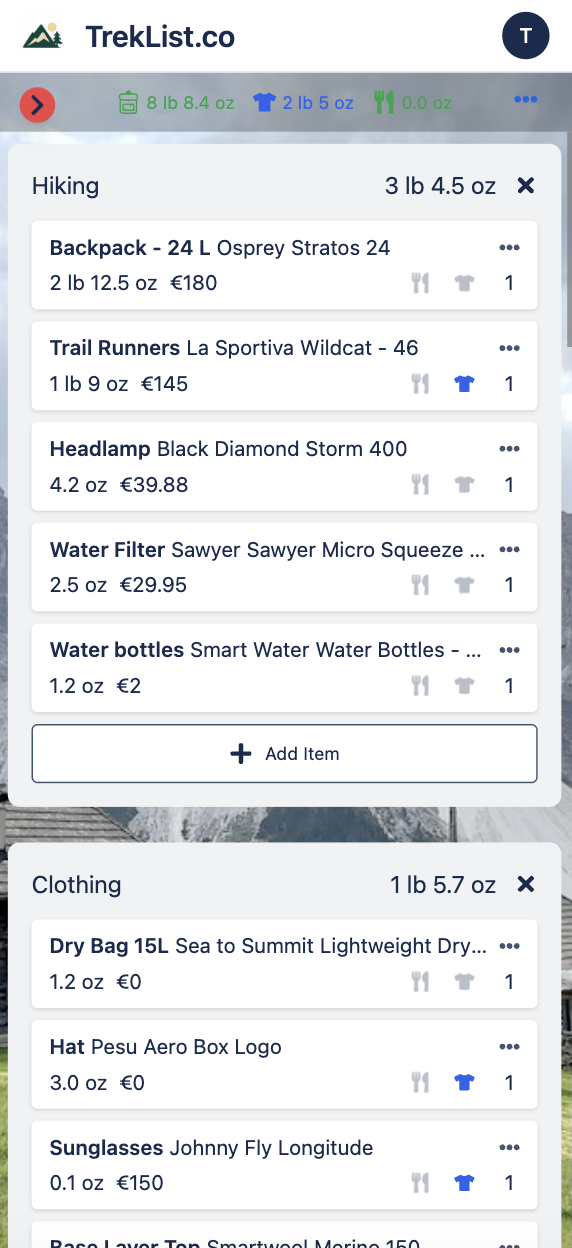 TrekList.co
T
8 lb 8.4 oz 2 lb 5 oz 0.0 oz
Hiking 3 lb 4.5 oz
Backpack - 24 L Osprey Stratos 24
2 lb 12.5 oz €180 1
Trail Runners La Sportiva Wildcat - 46
1 lb 9 oz €145 1
Headlamp Black Diamond Storm 400
4.2 oz €39.88 1
Water Filter Sawyer Sawyer Micro Squeeze ...
2.5 oz €29.95 1
Water bottles Smart Water Water Bottles - ...
1.2 oz €2 1
Add Item
Clothing 1 lb 5.7 oz
Dry Bag 15L Sea to Summit Lightweight Dry...
1.2 oz €0 1
Hat Pesu Aero Box Logo
3.0 oz €0 1
Sunglasses Johnny Fly Longitude
0.1 oz €150 1
Base Layer Top Smartwool Merino 150